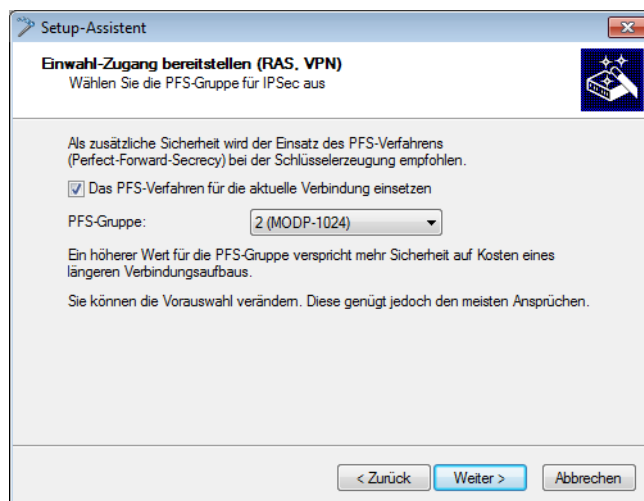 Setup-Assistent
Einwahl-Zugang bereitstellen (RAS, VPN)
Wählen Sie die PFS-Gruppe für IPSec aus
Als zusätzliche Sicherheit wird der Einsatz des PFS-Verfahrens
(Perfect-Forward-Secrecy) bei der Schlüsselerzeugung empfohlen.
Das PFS-Verfahren für die aktuelle Verbindung einsetzen
PFS-Gruppe: 2 (MODP-1024)
Ein höherer Wert für die PFS-Gruppe verspricht mehr Sicherheit auf Kosten eines
längeren Verbindungsaufbaus.
Sie können die Vorauswahl verändern. Diese genügt jedoch den meisten Ansprüchen.
< Zurück Weiter > Abbrechen